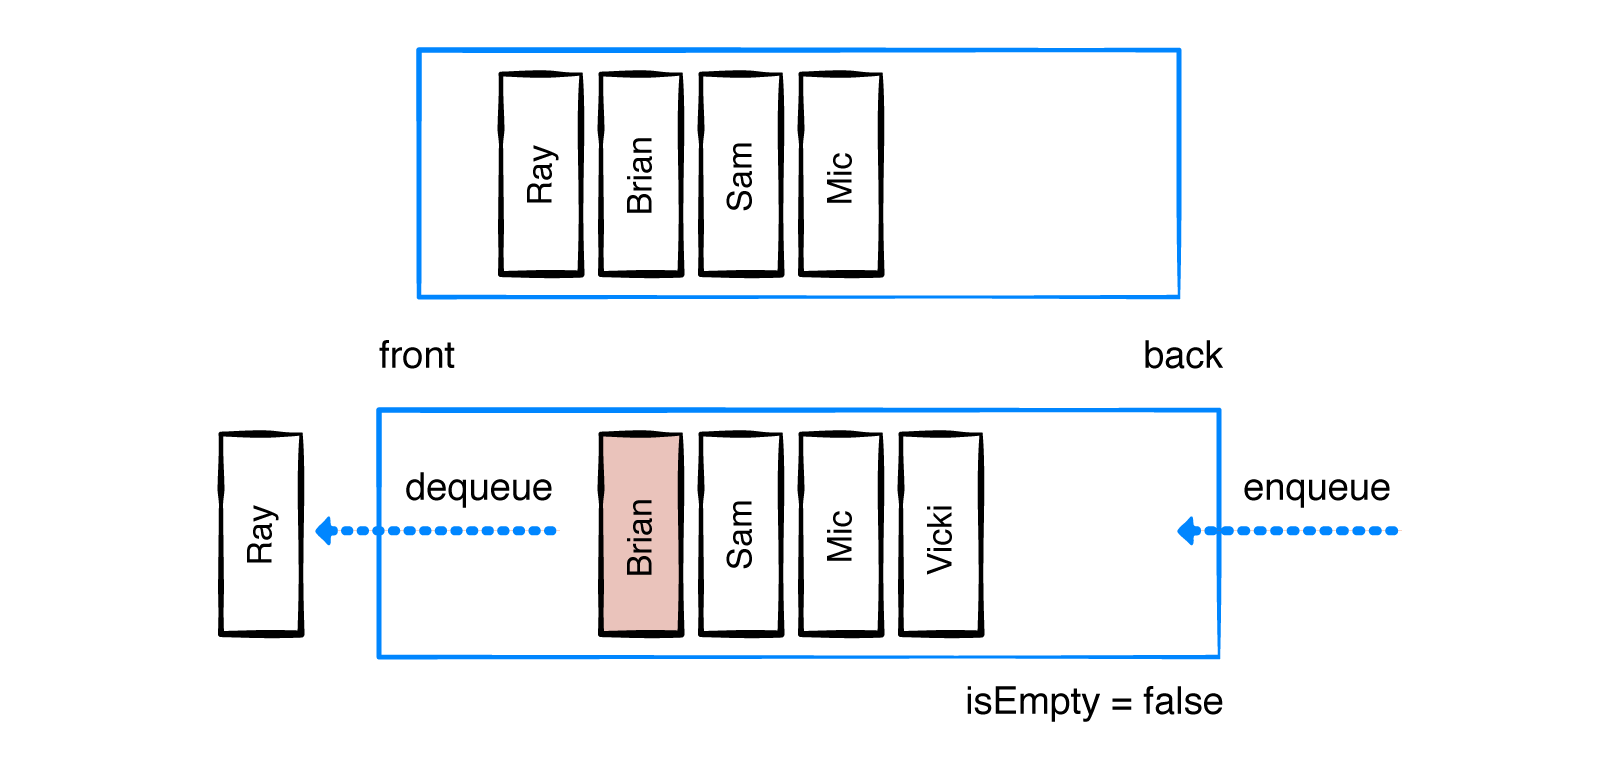 Ray
Brian
Sam
Mic
front
back
Ray
dequeue
Brian
Sam
Mic
Vicki
enqueue
isEmpty = false